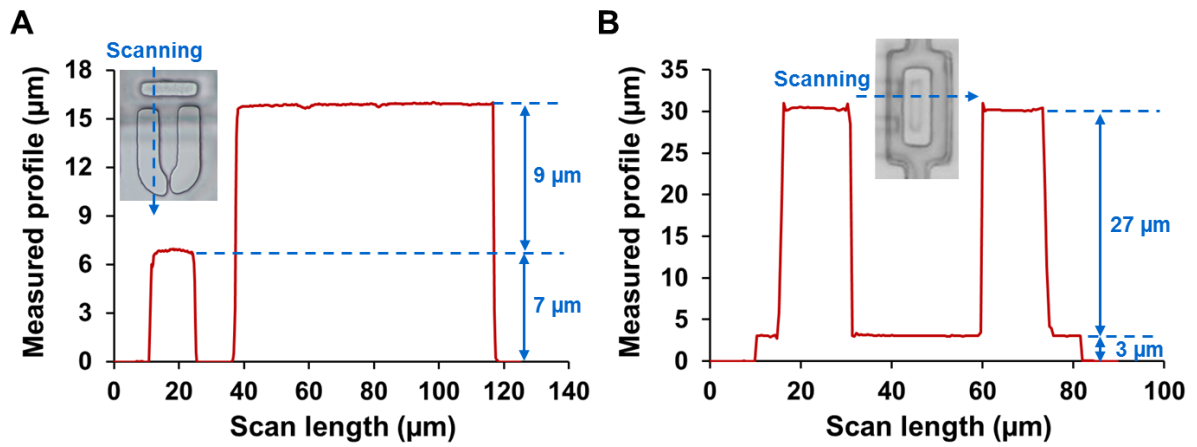 A
Scanning
Measured profile (µm)
18
15
12
9
6
3
0
9 µm
7 µm
0
20
40
60
80
100
120
140
Scan length (µm)
B
Scanning
Measured profile (µm)
35
30
25
20
15
10
5
0
27 µm
3 µm
0
20
40
60
80
100
Scan length (µm)